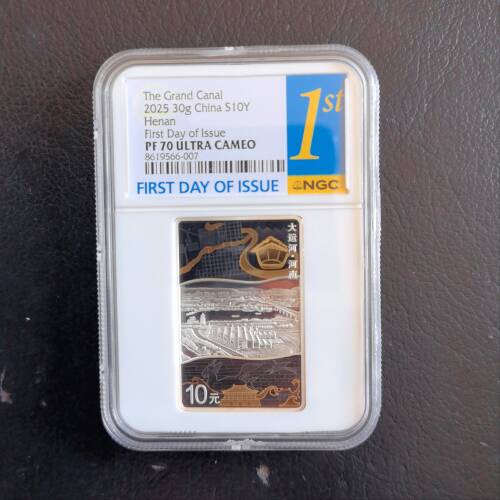 The Grand Canal
2025 30g China S10Y
Henan
First Day of Issue
PF 70 ULTRA CAMEO
8619566-007
1st
FIRST DAY OF ISSUE
NGC
大运河·河南
10元